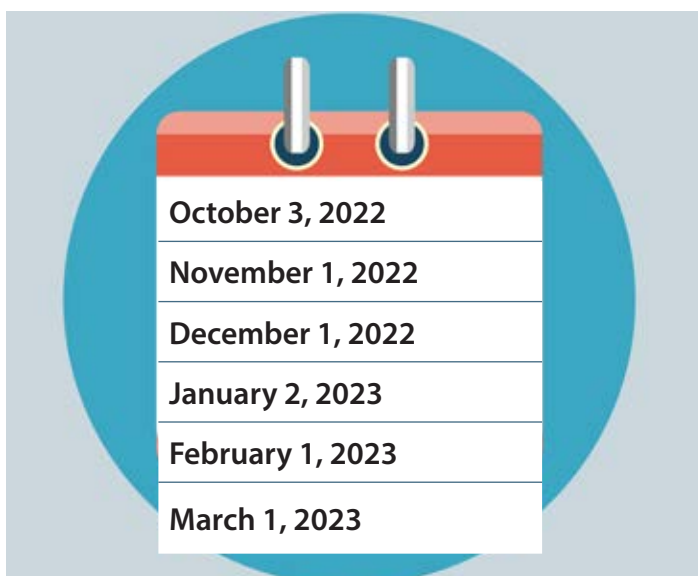 October 3, 2022
November 1, 2022
December 1, 2022
January 2, 2023
February 1, 2023
March 1, 2023